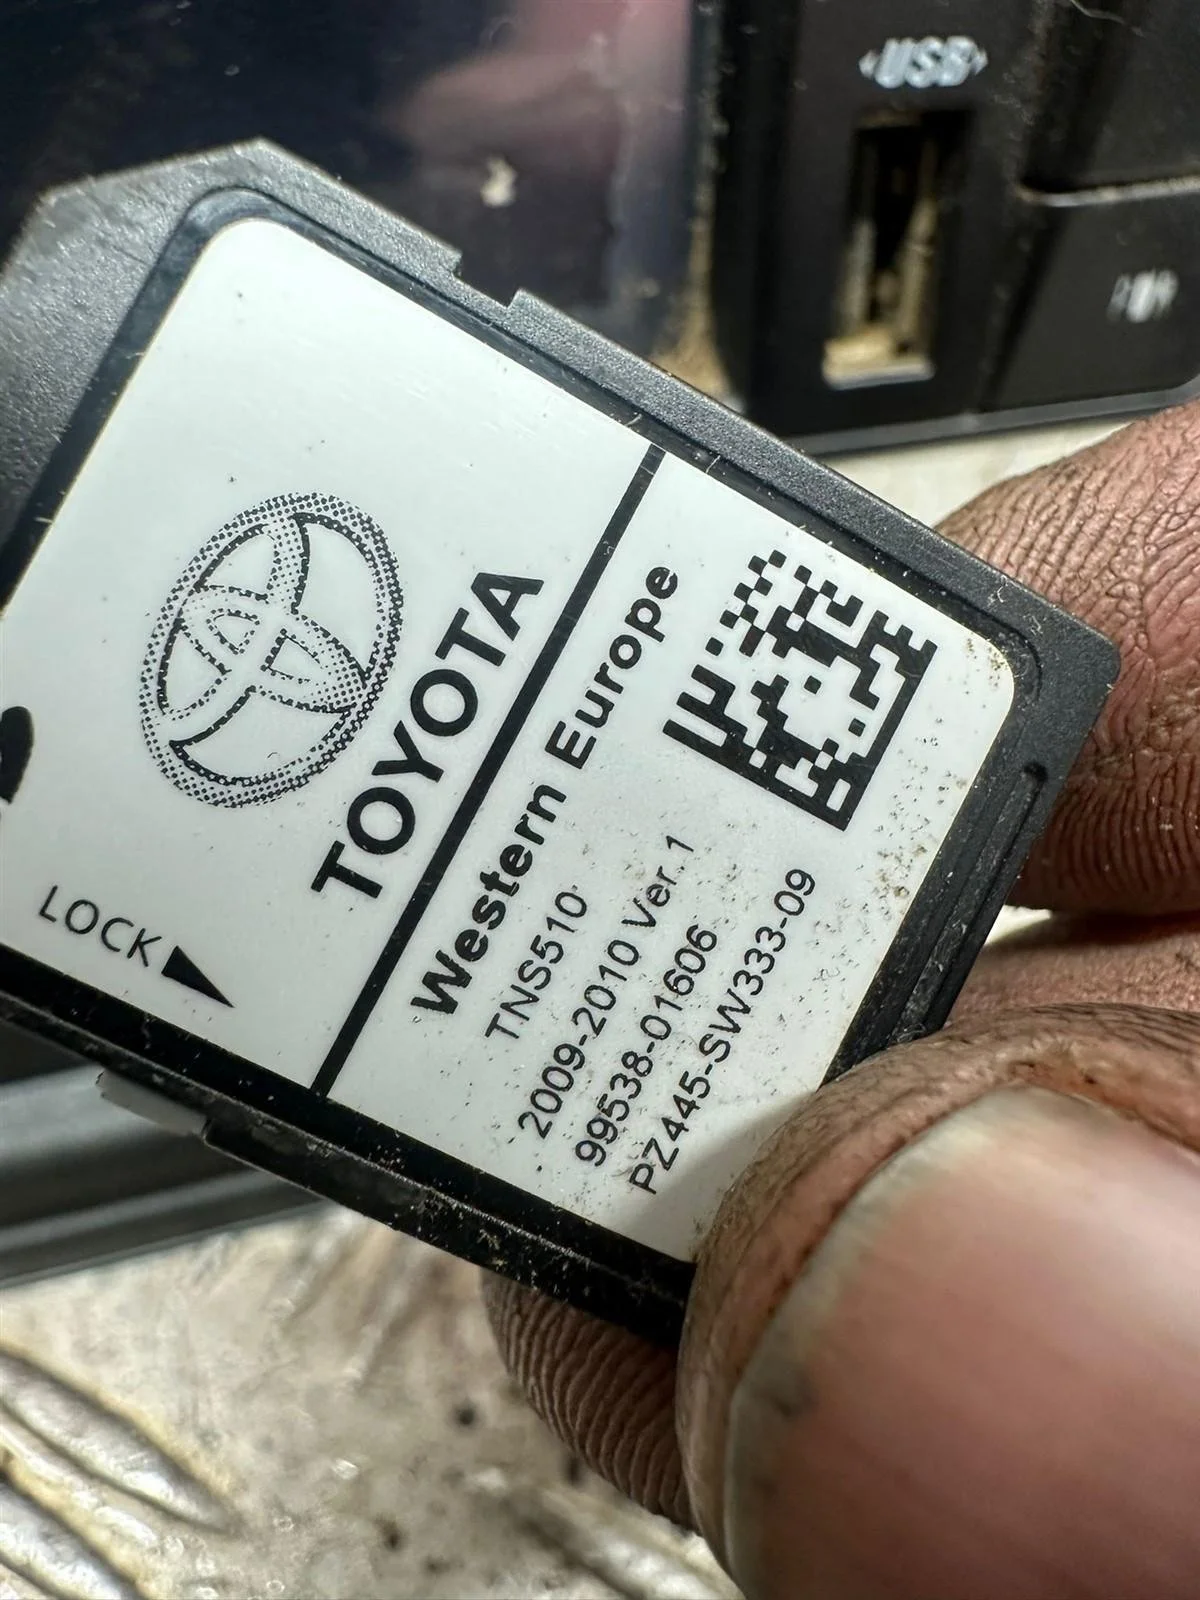 USB
TOYOTA
LOCK
Western Europe
TNS510
2009-2010 Ver.1
99538-01606
PZ445-SW333-09